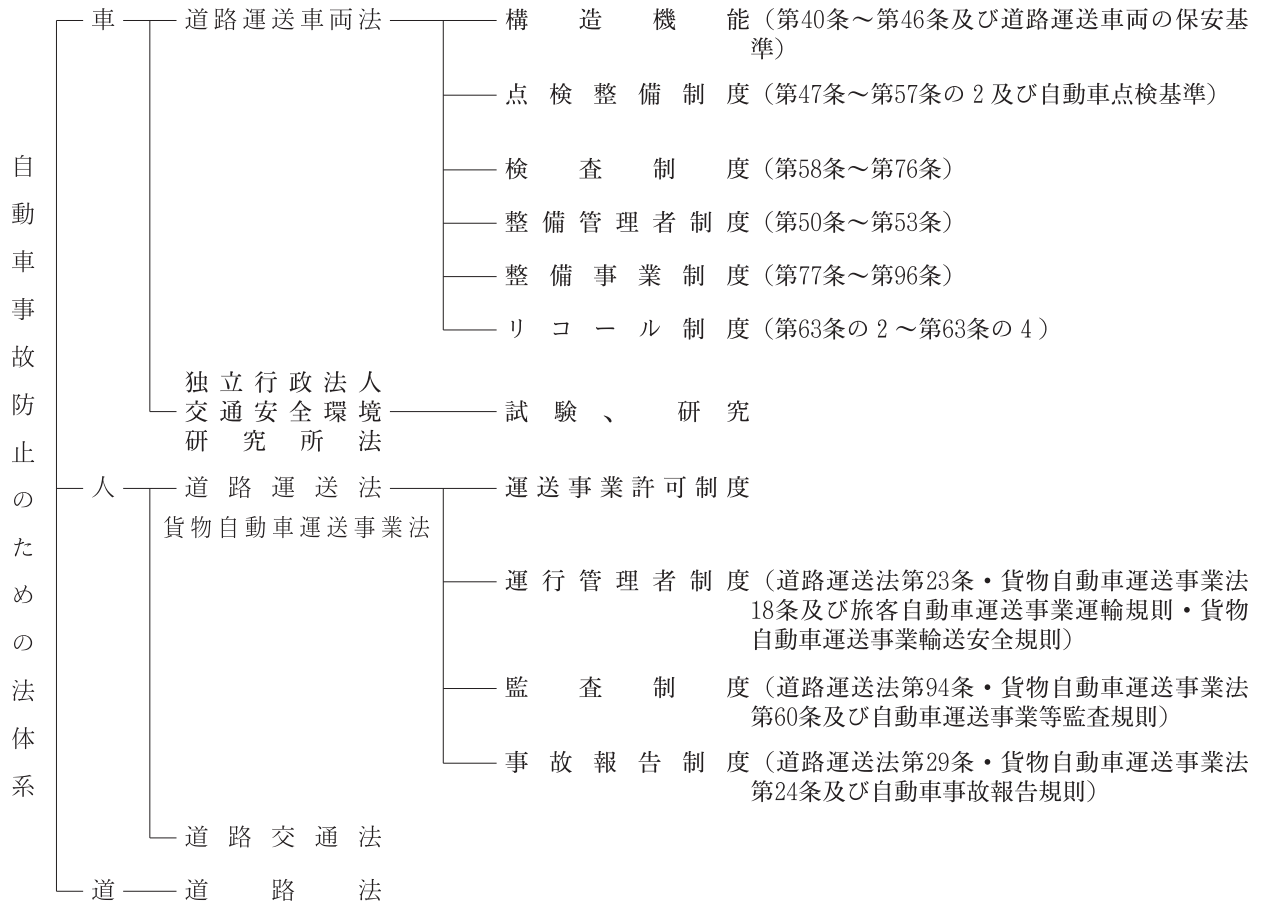 自動車事故防止のための法体系
車
道路運送車両法
構造機能（第40条～第46条及び道路運送車両の保安基
準）
点検整備制度（第47条～第57条の2及び自動車点検基準）
検査制度（第58条～第76条）
整備管理者制度（第50条～第53条）
整備事業制度（第77条～第96条）
リコール制度（第63条の2～第63条の4）
独立行政法人
交通安全環境
研究所法
試験、研究
人
道路運送法
貨物自動車運送事業法
運送事業許可制度
運行管理者制度（道路運送法第23条・貨物自動車運送事業法
18条及び旅客自動車運送事業運輸規則・貨物
自動車運送事業輸送安全規則）
監査制度（道路運送法第94条・貨物自動車運送事業法
第60条及び自動車運送事業等監査規則）
事故報告制度（道路運送法第29条・貨物自動車運送事業法
第24条及び自動車事故報告規則）
道路交通法
道
道路法